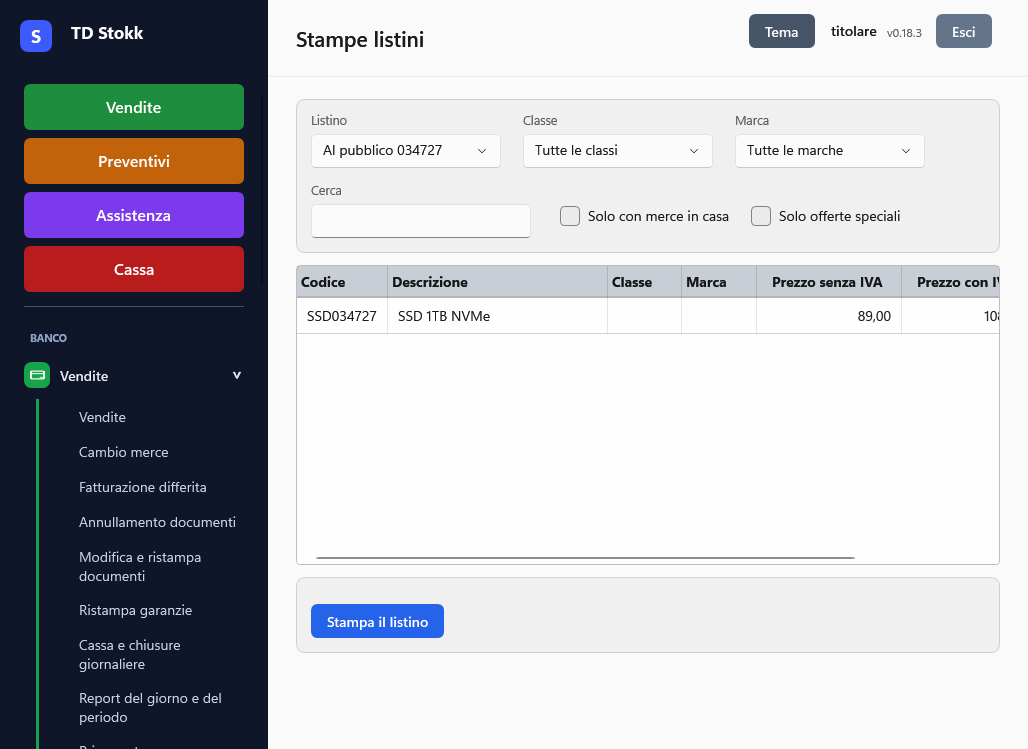 S
TD Stokk
Vendite
Preventivi
Assistenza
Cassa
BANCO
Vendite
Vendite
Cambio merce
Fatturazione differita
Annullamento documenti
Modifica e ristampa
documenti
Ristampa garanzie
Cassa e chiusure
giornaliere
Report del giorno e del
periodo
Stampe listini
Tema
titolare
v0.18.3
Esci
Listino
Classe
Marca
Al pubblico 034727
Tutte le classi
Tutte le marche
Cerca
Solo con merce in casa
Solo offerte speciali
Codice Descrizione Classe Marca Prezzo senza IVA Prezzo con
SSD034727 SSD 1TB NVMe 89,00
Stampa il listino